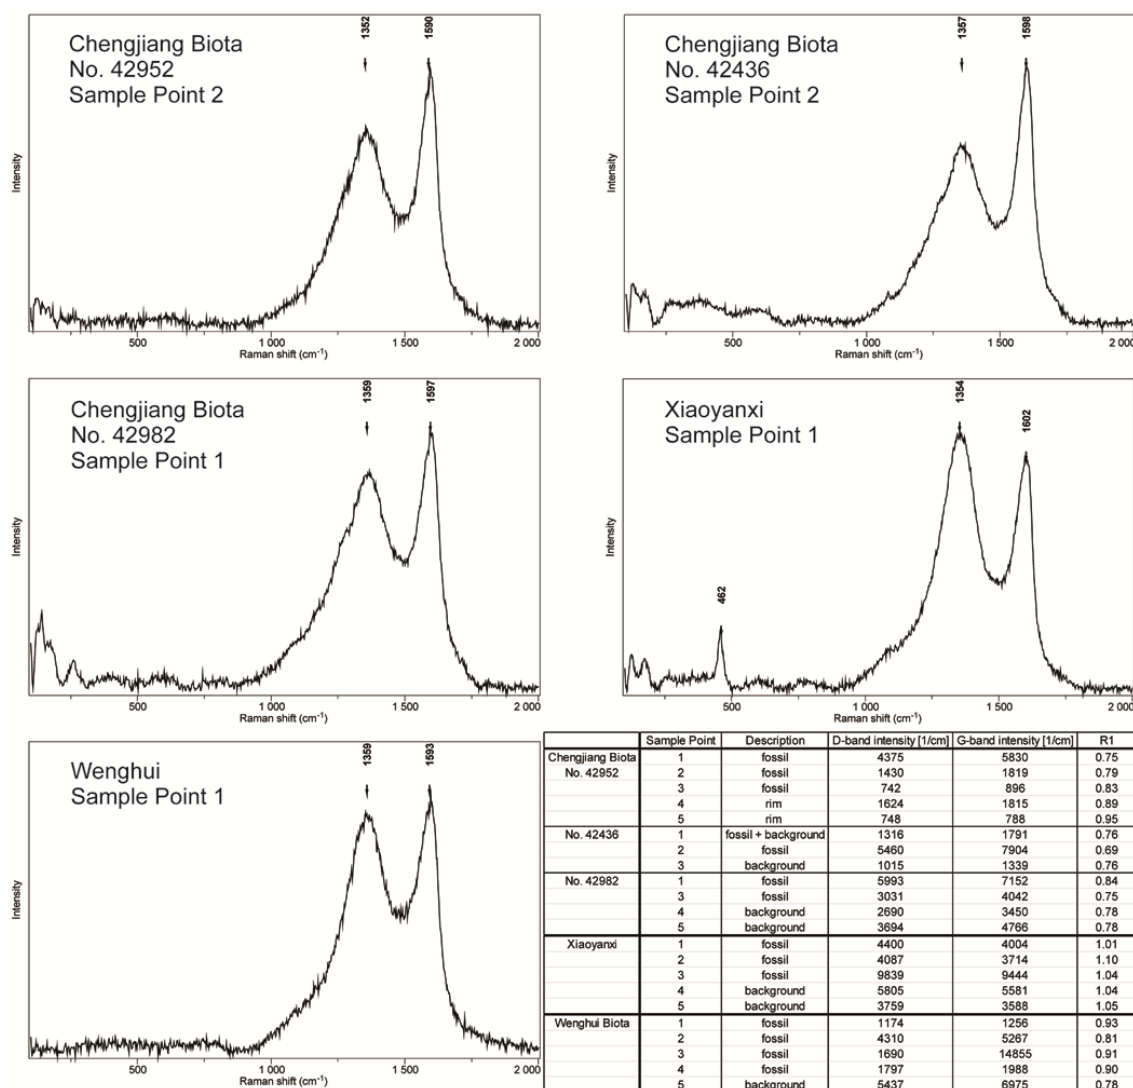 1352
1590
Chengjiang Biota
No. 42952
Sample Point 2
Intensity
500
1 000
1 500
2 000
Raman shift (cm⁻¹)
1357
1598
Chengjiang Biota
No. 42436
Sample Point 2
Intensity
500
1 000
1 500
2 000
Raman shift (cm⁻¹)
1359
1597
Chengjiang Biota
No. 42982
Sample Point 1
Intensity
500
1 000
1 500
2 000
Raman shift (cm⁻¹)
1354
1602
Xiaoyanxi
Sample Point 1
462
Intensity
500
1 000
1 500
2 000
Raman shift (cm⁻¹)
1359
1593
Wenghui
Sample Point 1
Intensity
500
1 000
1 500
2 000
Raman shift (cm⁻¹)
Sample Point Description D-band intensity [1/cm] G-band intensity [1/cm] R1
Chengjiang Biota 1 fossil 4375 5830 0.75
No. 42952 2 fossil 1430 1819 0.79
3 fossil 742 896 0.83
4 rim 1624 1815 0.89
5 rim 748 788 0.95
No. 42436 1 fossil + background 1316 1791 0.76
2 fossil 5460 7904 0.69
3 background 1015 1339 0.76
No. 42982 1 fossil 5993 7152 0.84
3 fossil 3031 4042 0.75
4 background 2690 3450 0.78
5 background 3694 4766 0.78
Xiaoyanxi 1 fossil 4400 4004 1.01
2 fossil 4087 3714 1.10
3 fossil 9839 9444 1.04
4 background 5805 5581 1.04
5 background 3759 3588 1.05
Wenghui Biota 1 fossil 1174 1256 0.93
2 fossil 4310 5267 0.81
3 fossil 1690 14855 0.91
4 fossil 1797 1988 0.90
5 background 5437 6975 0.78